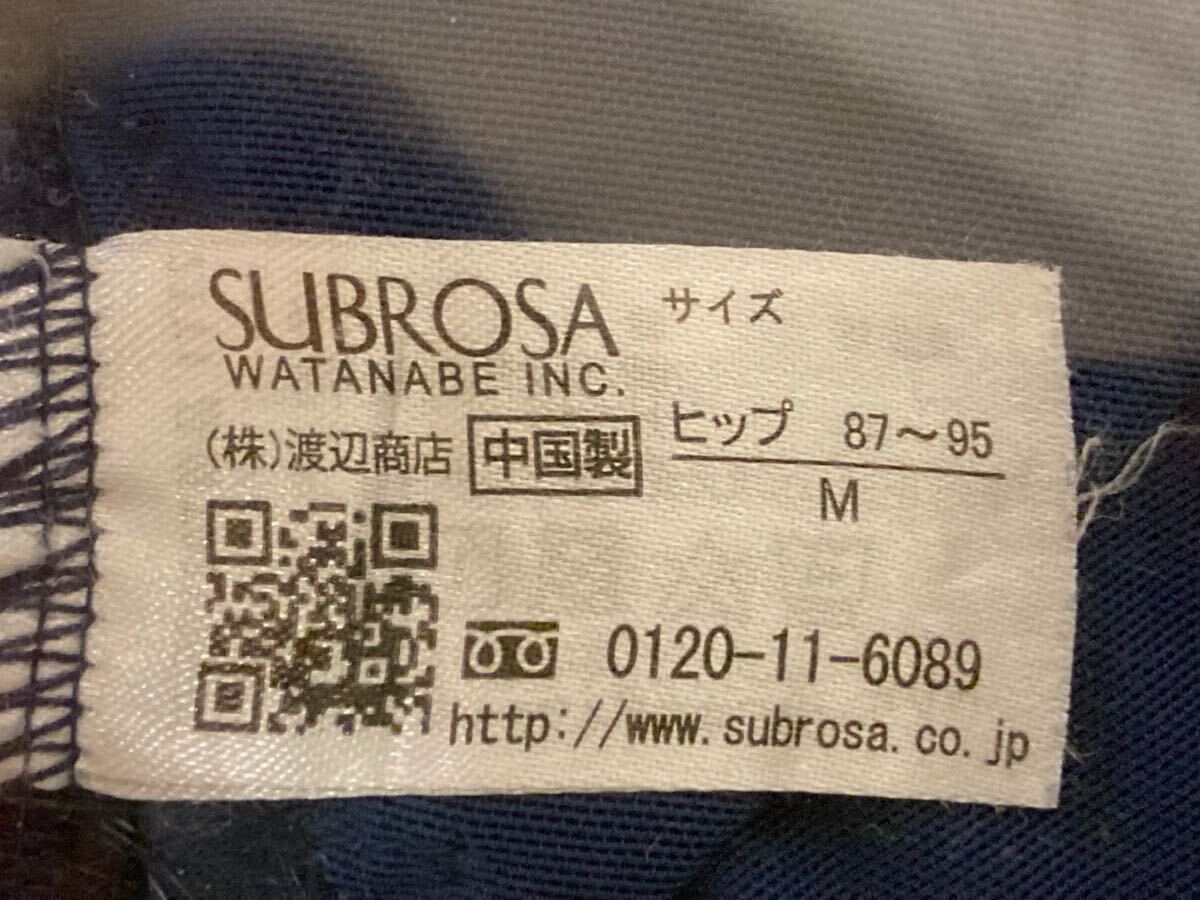 SUBROSA
WATANABE INC.
(株)渡辺商店 中国製
サイズ
ヒップ 87～95
M
0120-11-6089
http://www.subrosa.co.jp